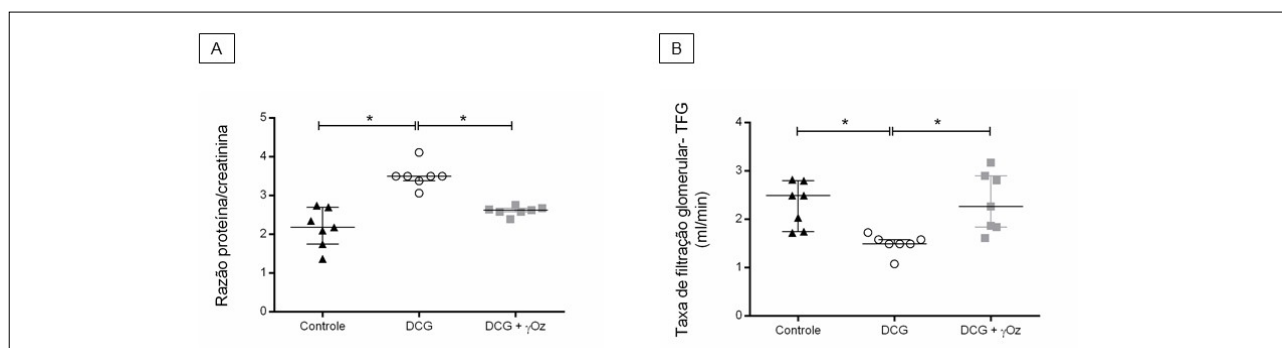 A
Razão proteína/creatinina
5
4
3
2
1
0
* *
Controle DCG DCG + γOz
B
Taxa de filtração glomerular- TFG
(ml/min)
4
3
2
1
0
* *
Controle DCG DCG + γOz